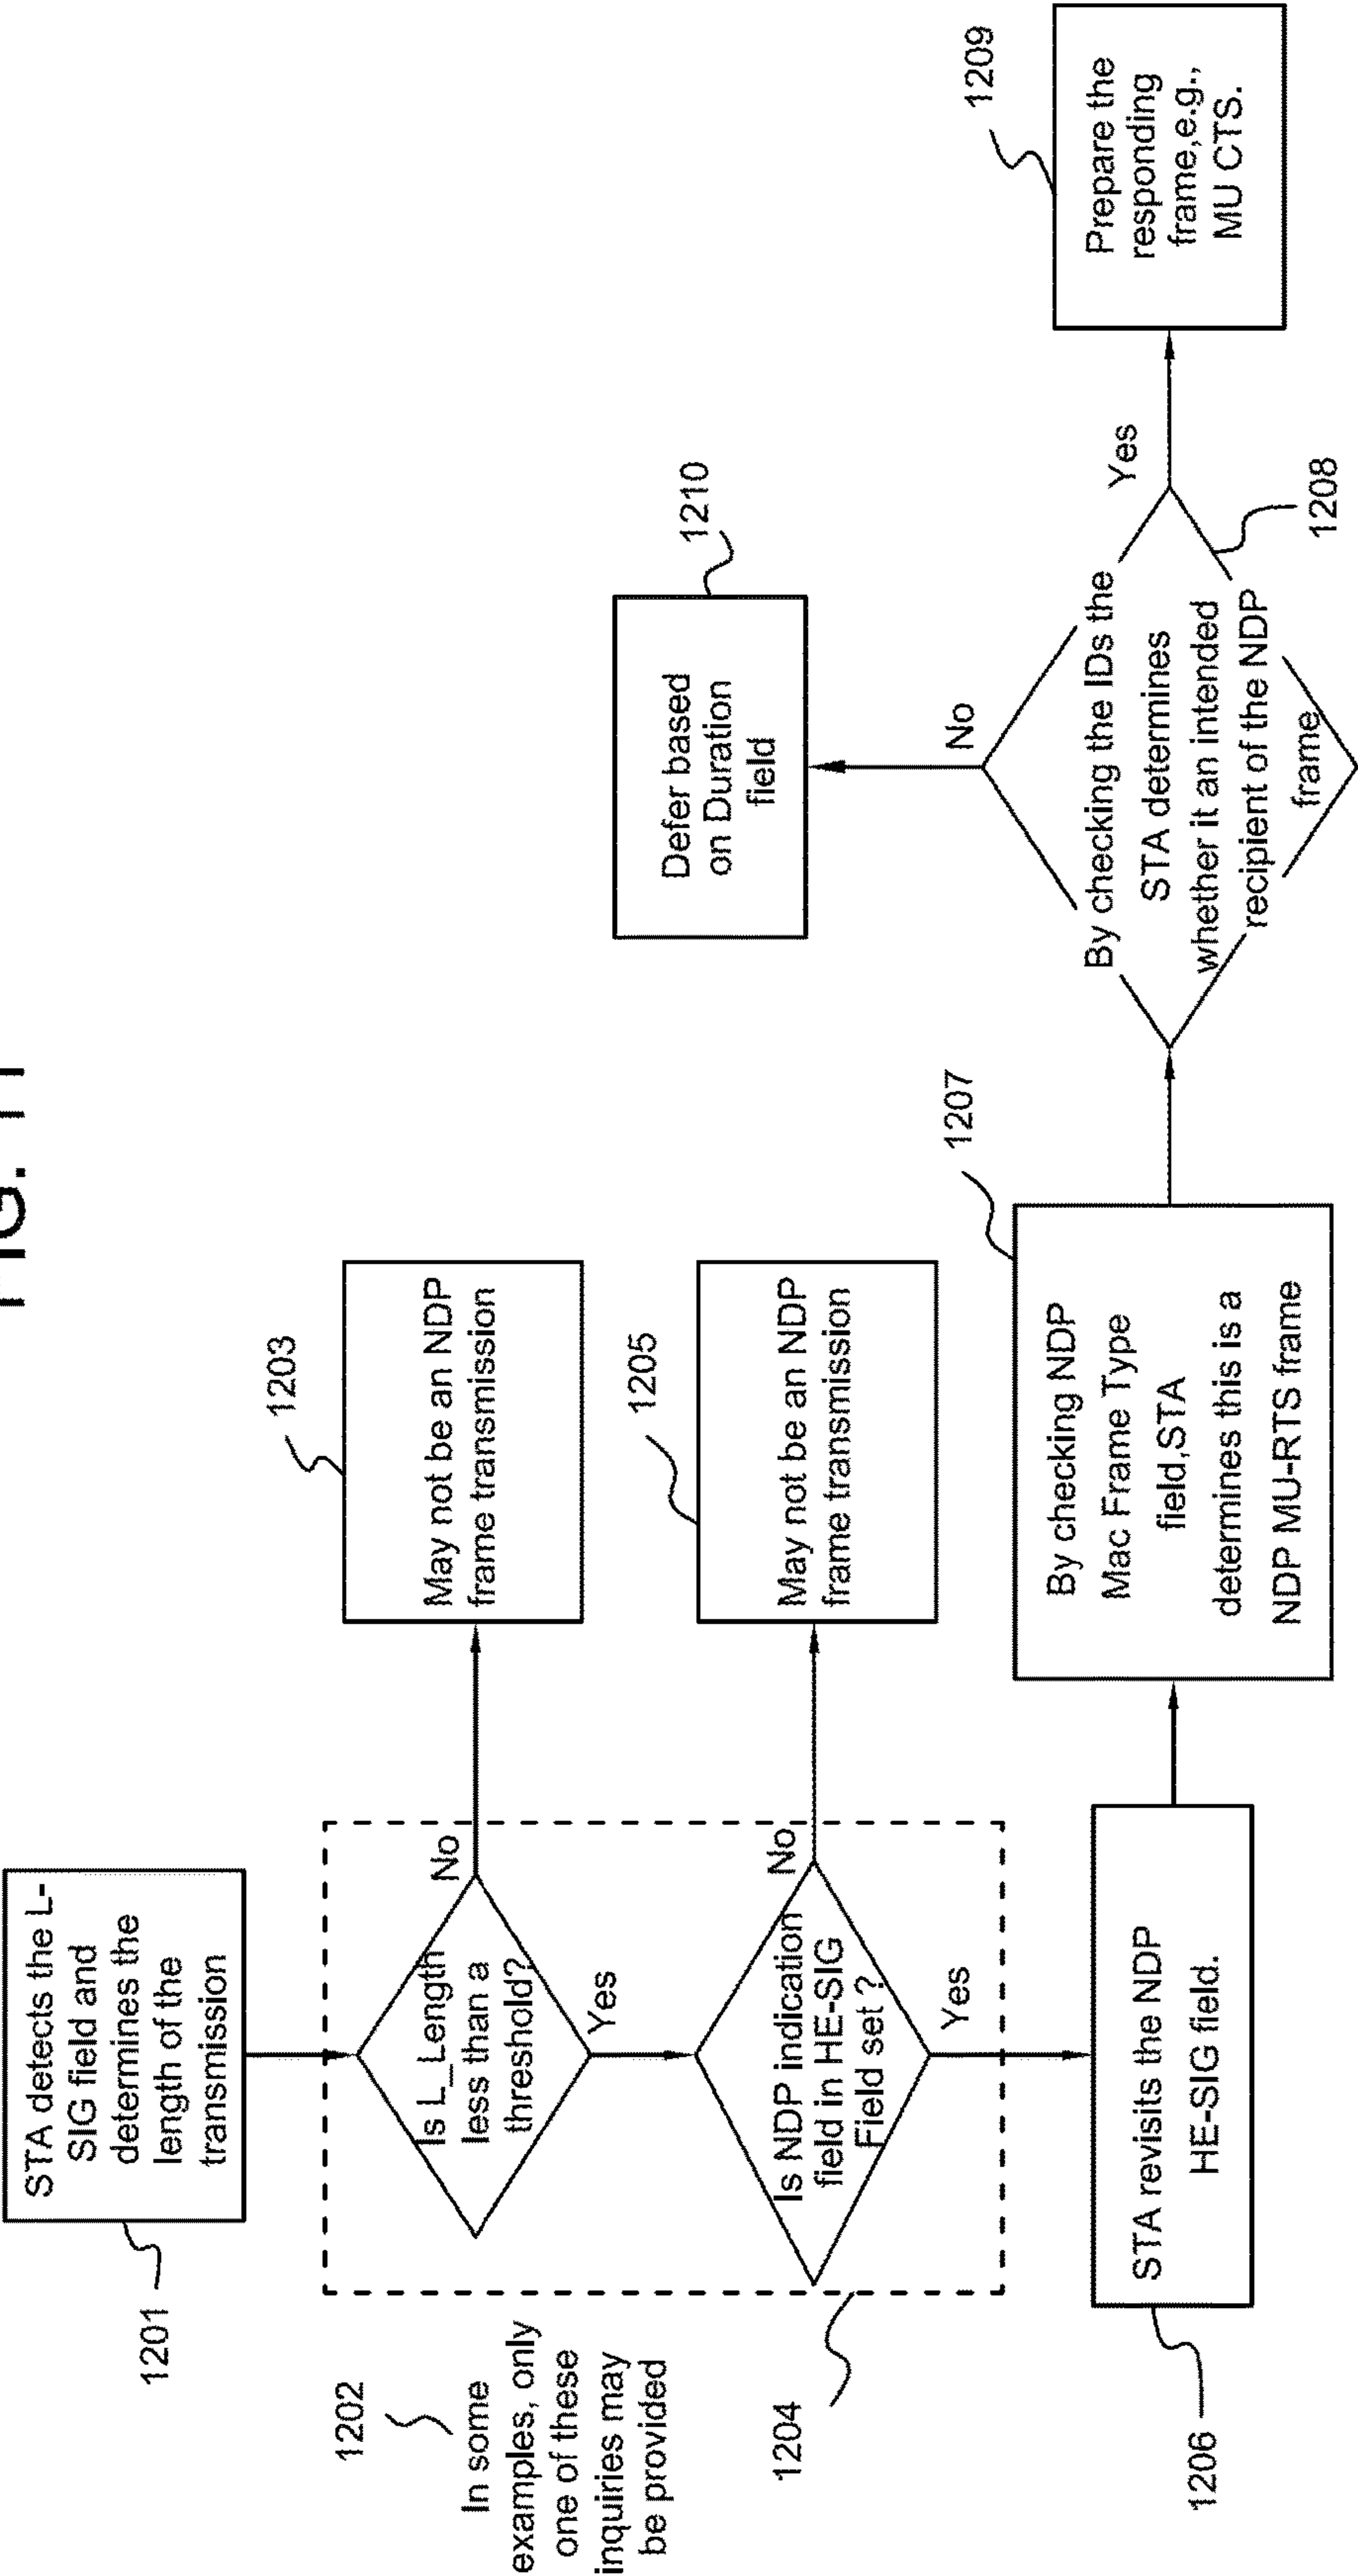 FIG. 11
1201
STA detects the L-
SIG field and
determines the
length of the
transmission
1202
In some
examples, only
one of these
inquiries may
be provided
Is L_Length
less than a
threshold?
No
1203
May not be an NDP
frame transmission
Yes
1204
Is NDP indication
field in HE-SIG
Field set ?
No
1205
May not be an NDP
frame transmission
Yes
1206
STA revisits the NDP
HE-SIG field.
1207
By checking NDP
Mac Frame Type
field,STA
determines this is a
NDP MU-RTS frame
1208
By checking the IDs the
STA determines
whether it an intended
recipient of the NDP
frame
No
1210
Defer based
on Duration
field
Yes
1209
Prepare the
responding
frame,e.g.,
MU CTS.